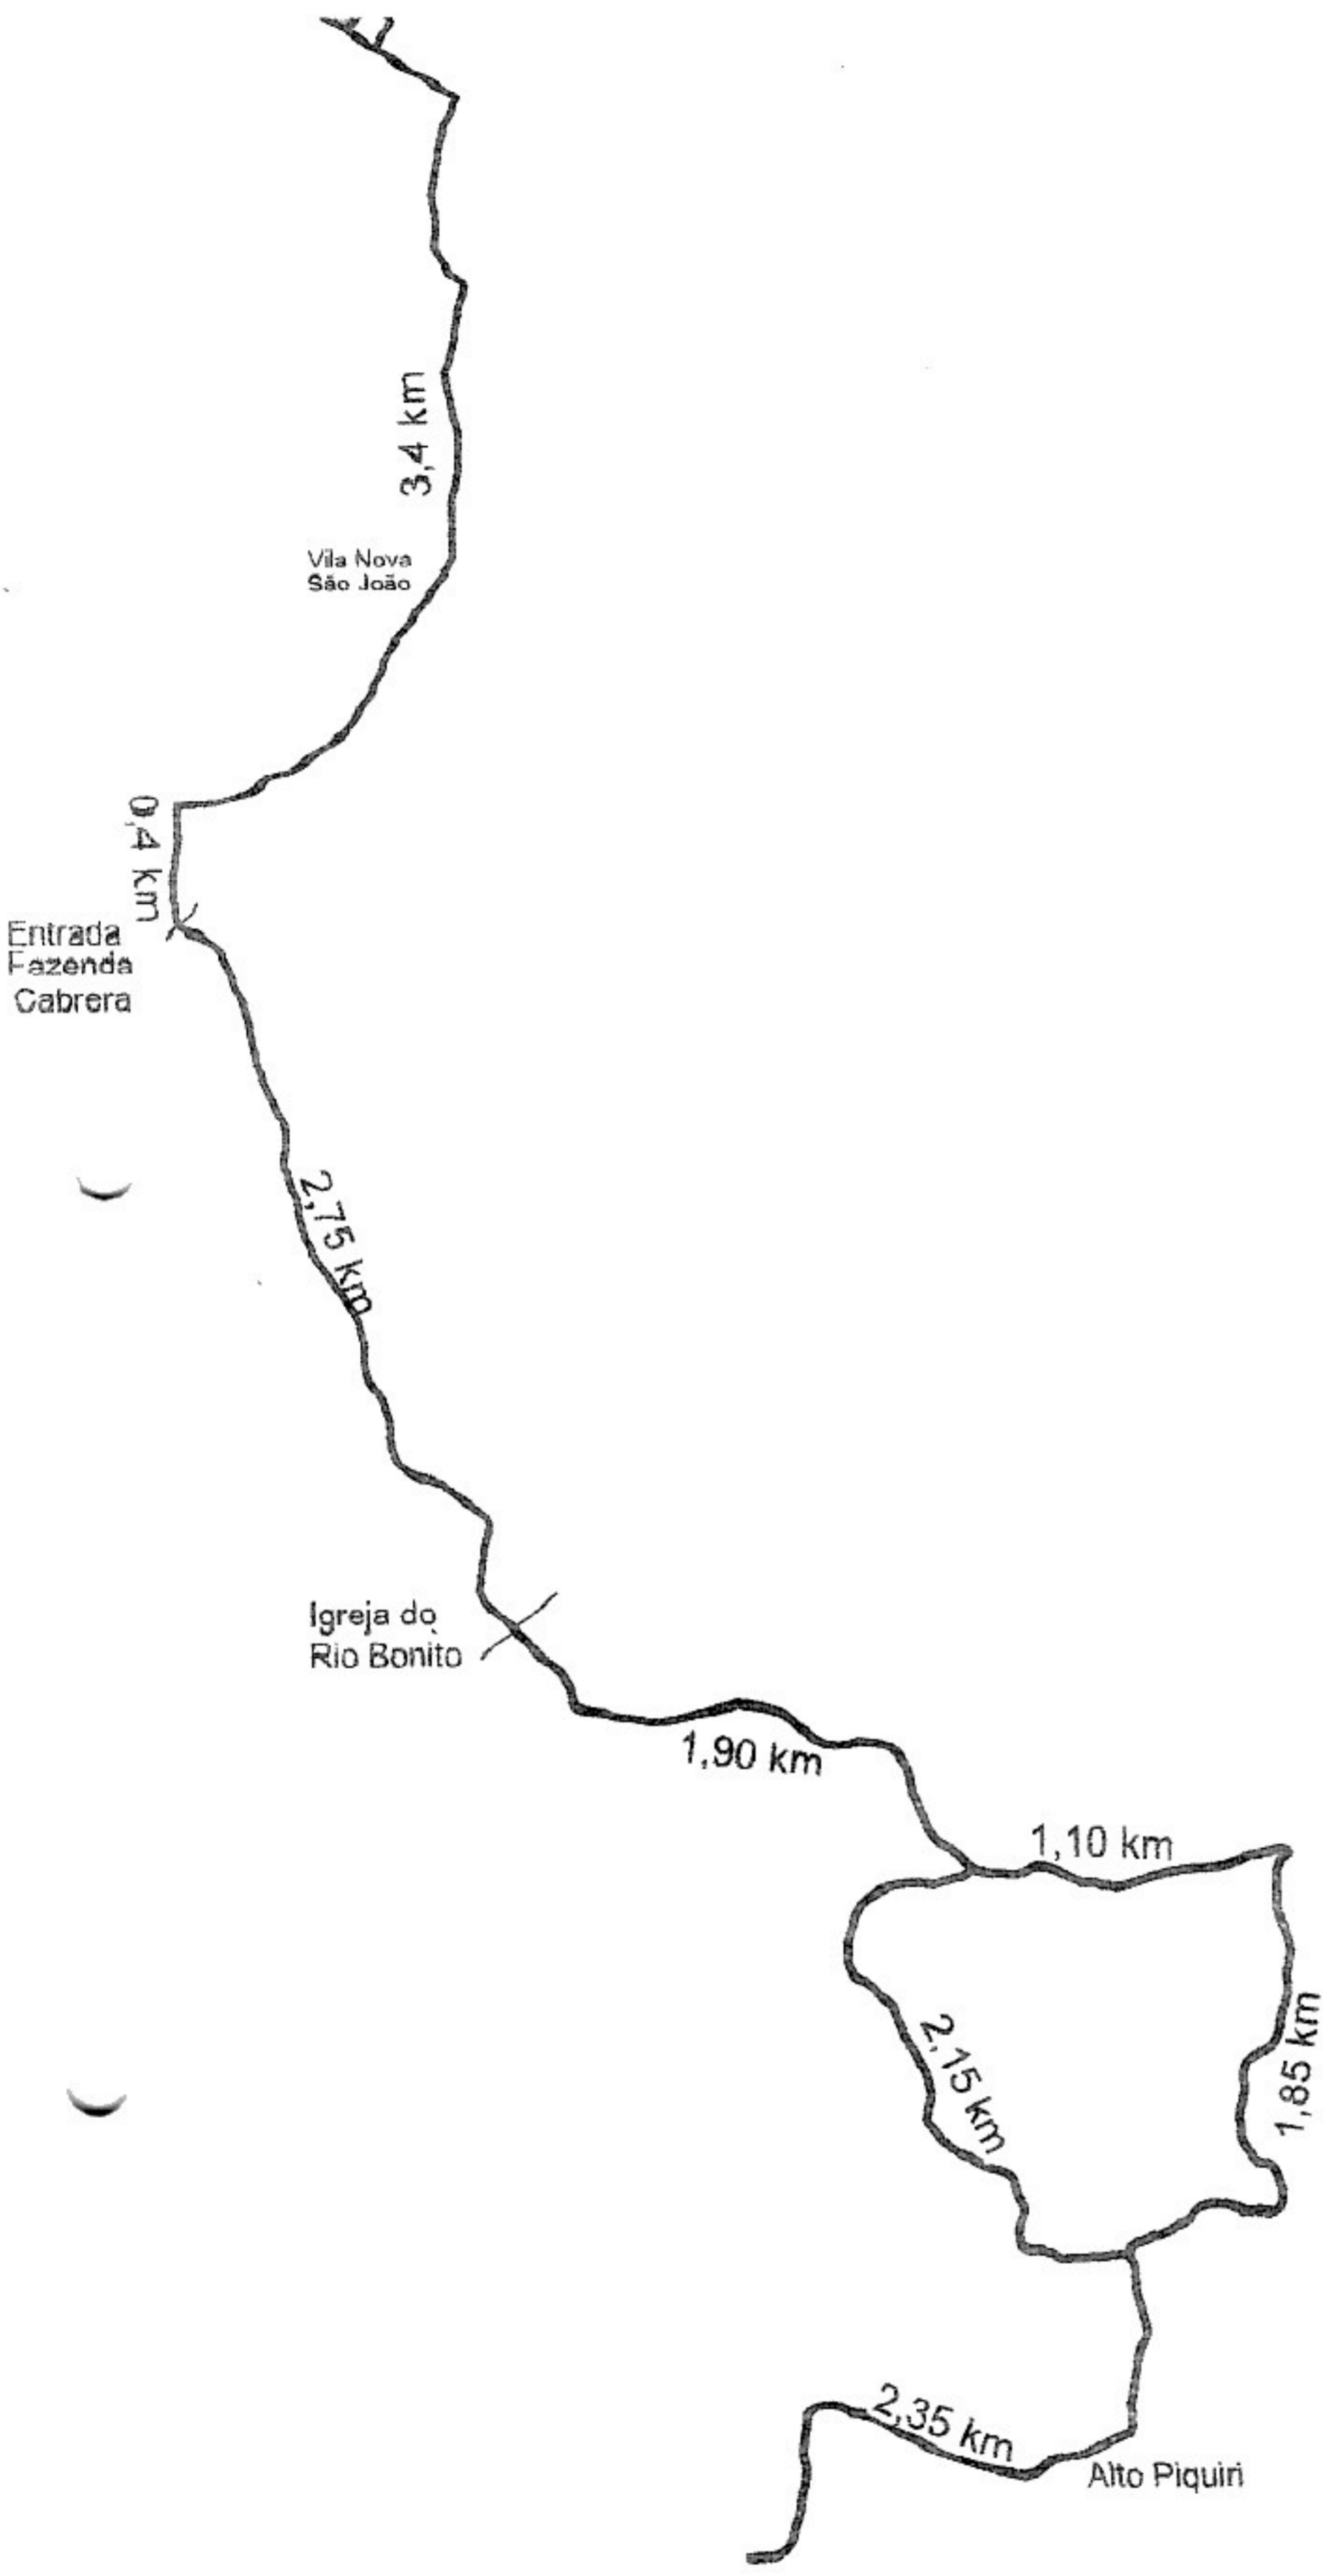 3,4 km
Vila Nova
São João
0,4 km
Entrada
Fazenda
Cabrera
2,75 km
Igreja do
Rio Bonito
1,90 km
1,10 km
2,15 km
1,85 km
2,35 km
Alto Piquiri